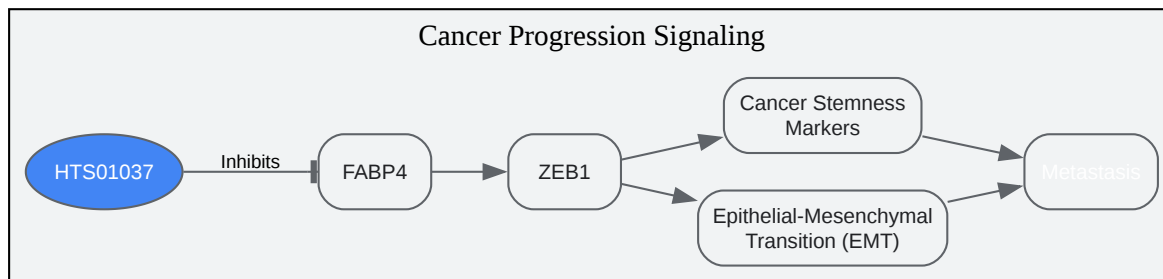 Cancer Progression Signaling
HTS01037
Inhibits
FABP4
ZEB1
Cancer Stemness
Markers
Epithelial-Mesenchymal
Transition (EMT)
Metastasis